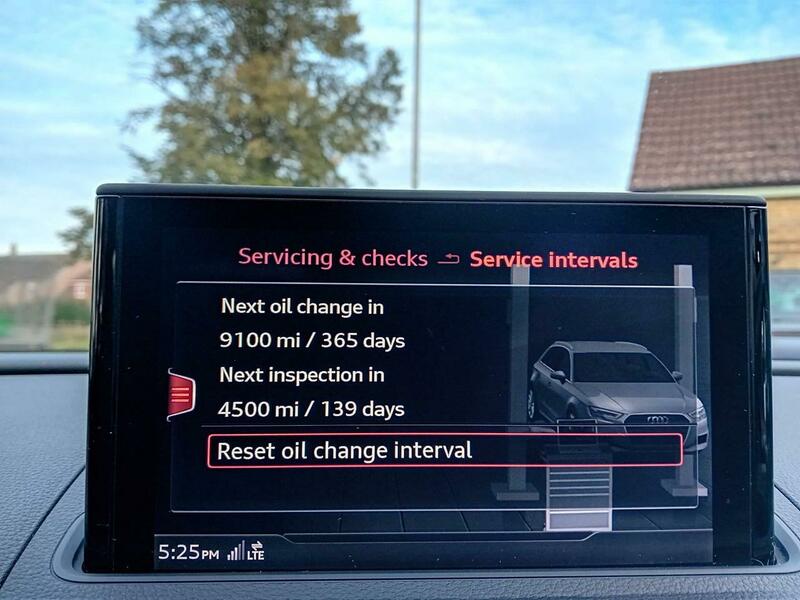 Servicing & checks Service intervals
Next oil change in
9100 mi / 365 days
Next inspection in
4500 mi / 139 days
Reset oil change interval
5:25PM LTE